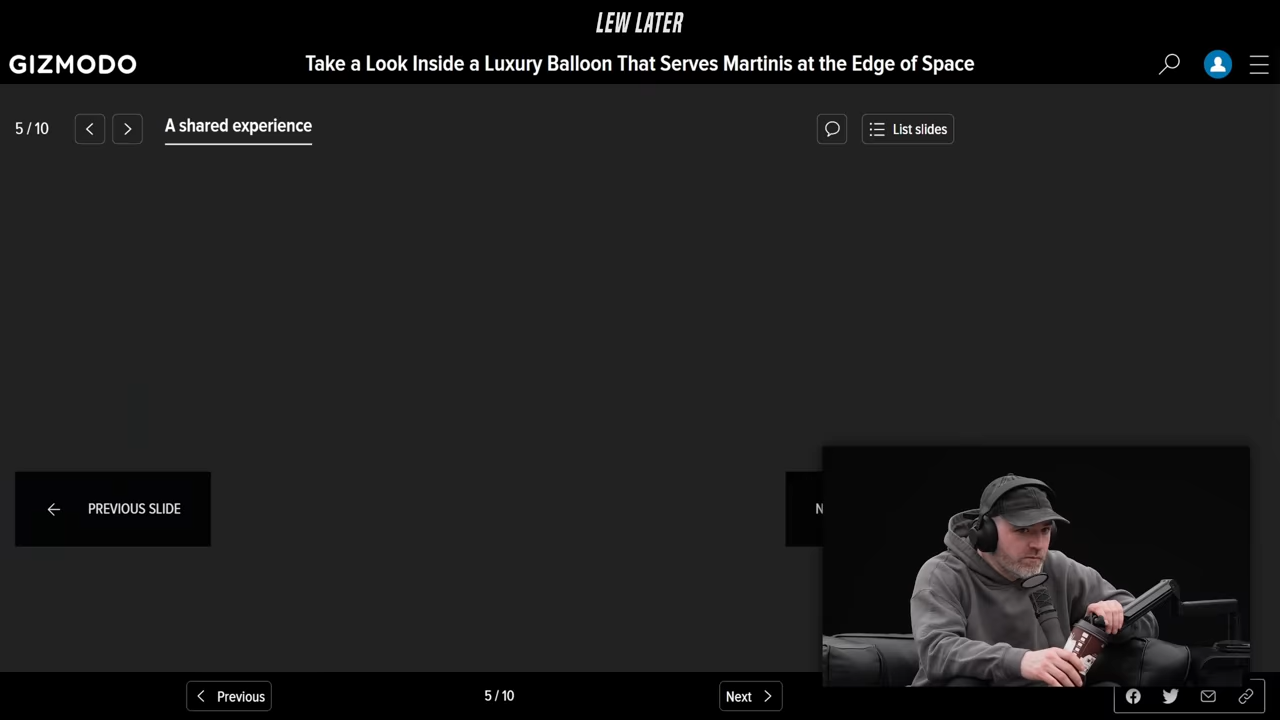 LEW LATER
GIZMODO
Take a Look Inside a Luxury Balloon That Serves Martinis at the Edge of Space
5 / 10
A shared experience
List slides
PREVIOUS SLIDE
N
Previous
5 / 10
Next